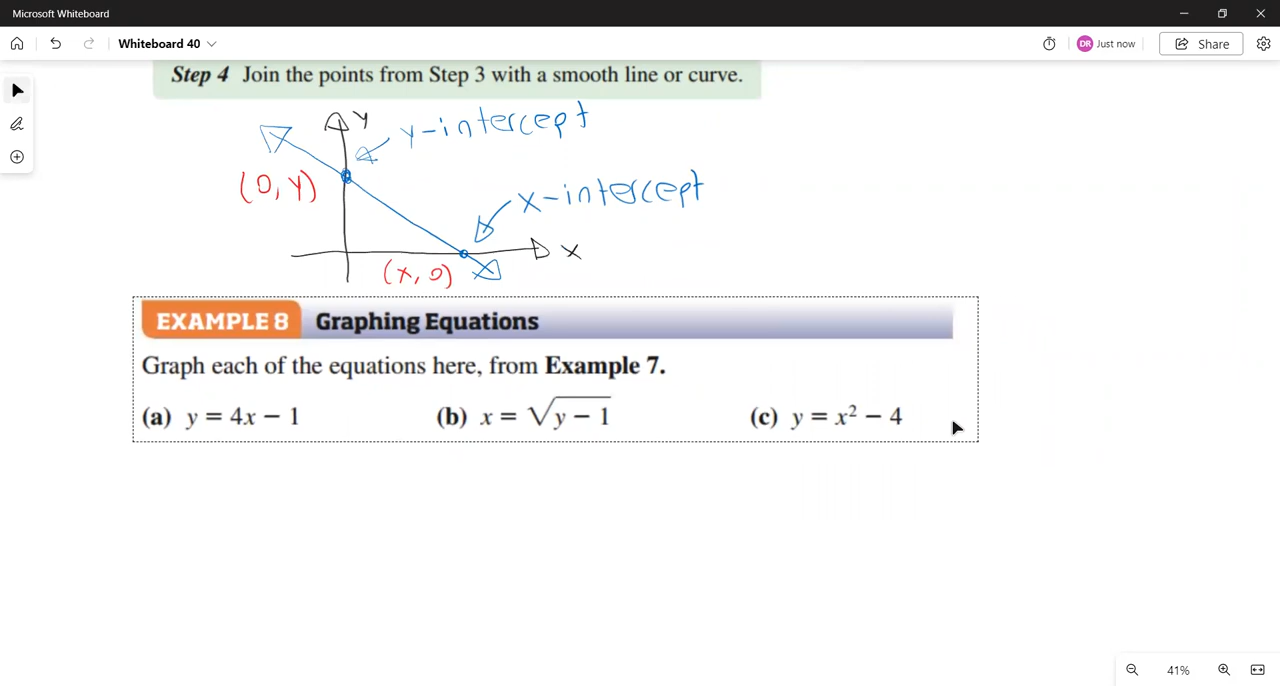 Microsoft Whiteboard
Whiteboard 40
DR Just now
Share
Step 4 Join the points from Step 3 with a smooth line or curve.
Y
y-intercept
(0, Y)
x-intercept
X
(x, 0)
EXAMPLE 8 Graphing Equations
Graph each of the equations here, from Example 7.
(a) y = 4x − 1 (b) x = √(y − 1) (c) y = x² − 4
41%